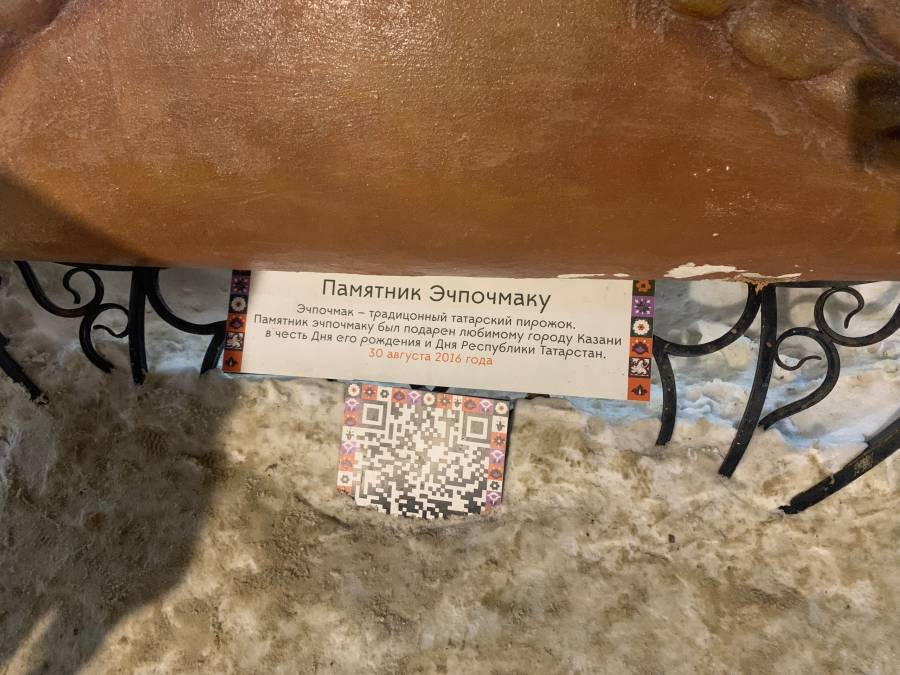 Памятник Эчпочмаку
Эчпочмак – традицонный татарский пирожок.
Памятник эчпочмаку был подарен любимому городу Казани
в честь Дня его рождения и Дня Республики Татарстан.
30 августа 2016 года